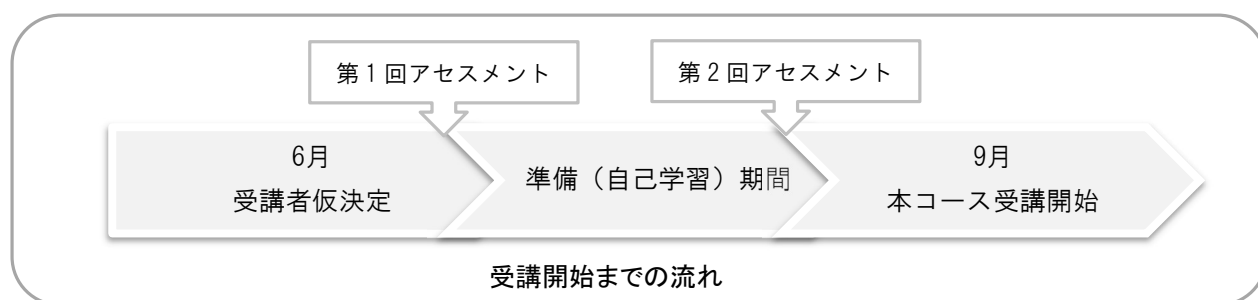 第１回アセスメント
第２回アセスメント
6月
受講者仮決定
準備（自己学習）期間
9月
本コース受講開始
受講開始までの流れ